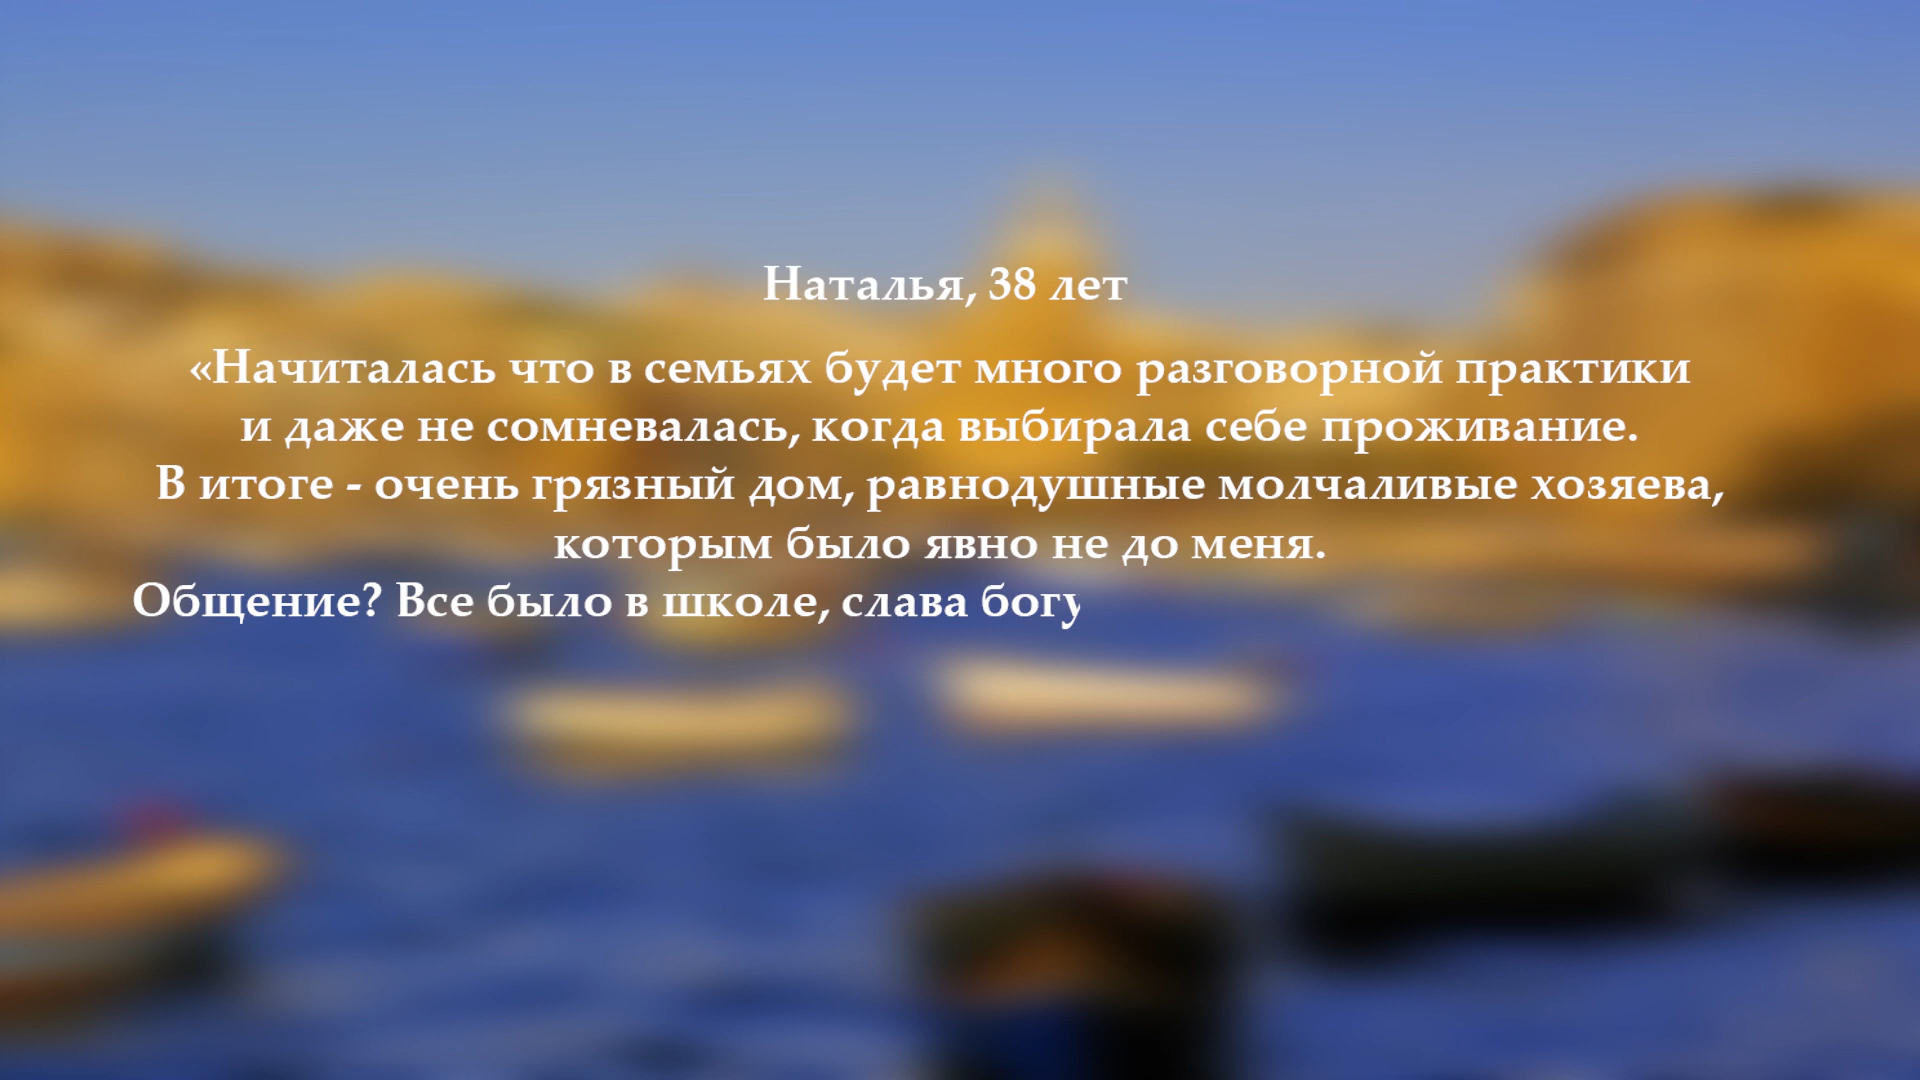 Наталья, 38 лет
«Начиталась что в семьях будет много разговорной практики
и даже не сомневалась, когда выбирала себе проживание.
В итоге - очень грязный дом, равнодушные молчаливые хозяева,
которым было явно не до меня.
Общение? Все было в школе, слава богу